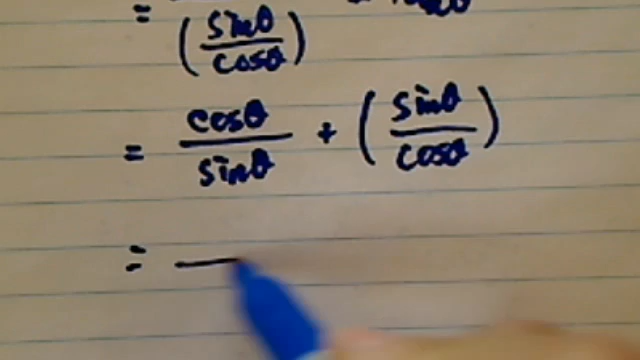 = (sinθ/cosθ)
= cosθ/sinθ + (sinθ/cosθ)
=